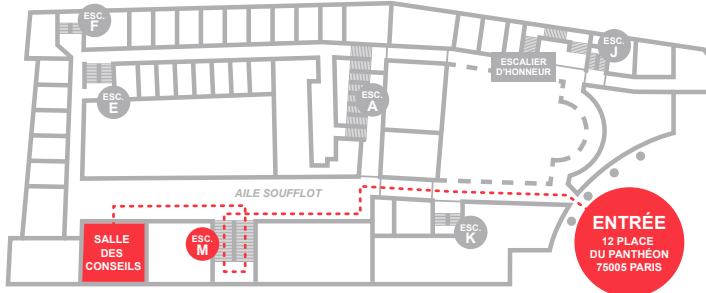 ESC.
F
ESC.
J
ESCALIER
D'HONNEUR
ESC.
E
ESC.
A
AILE SOUFFLOT
SALLE
DES
CONSEILS
ESC.
M
ESC.
K
ENTRÉE
12 PLACE
DU PANTHÉON
75005 PARIS